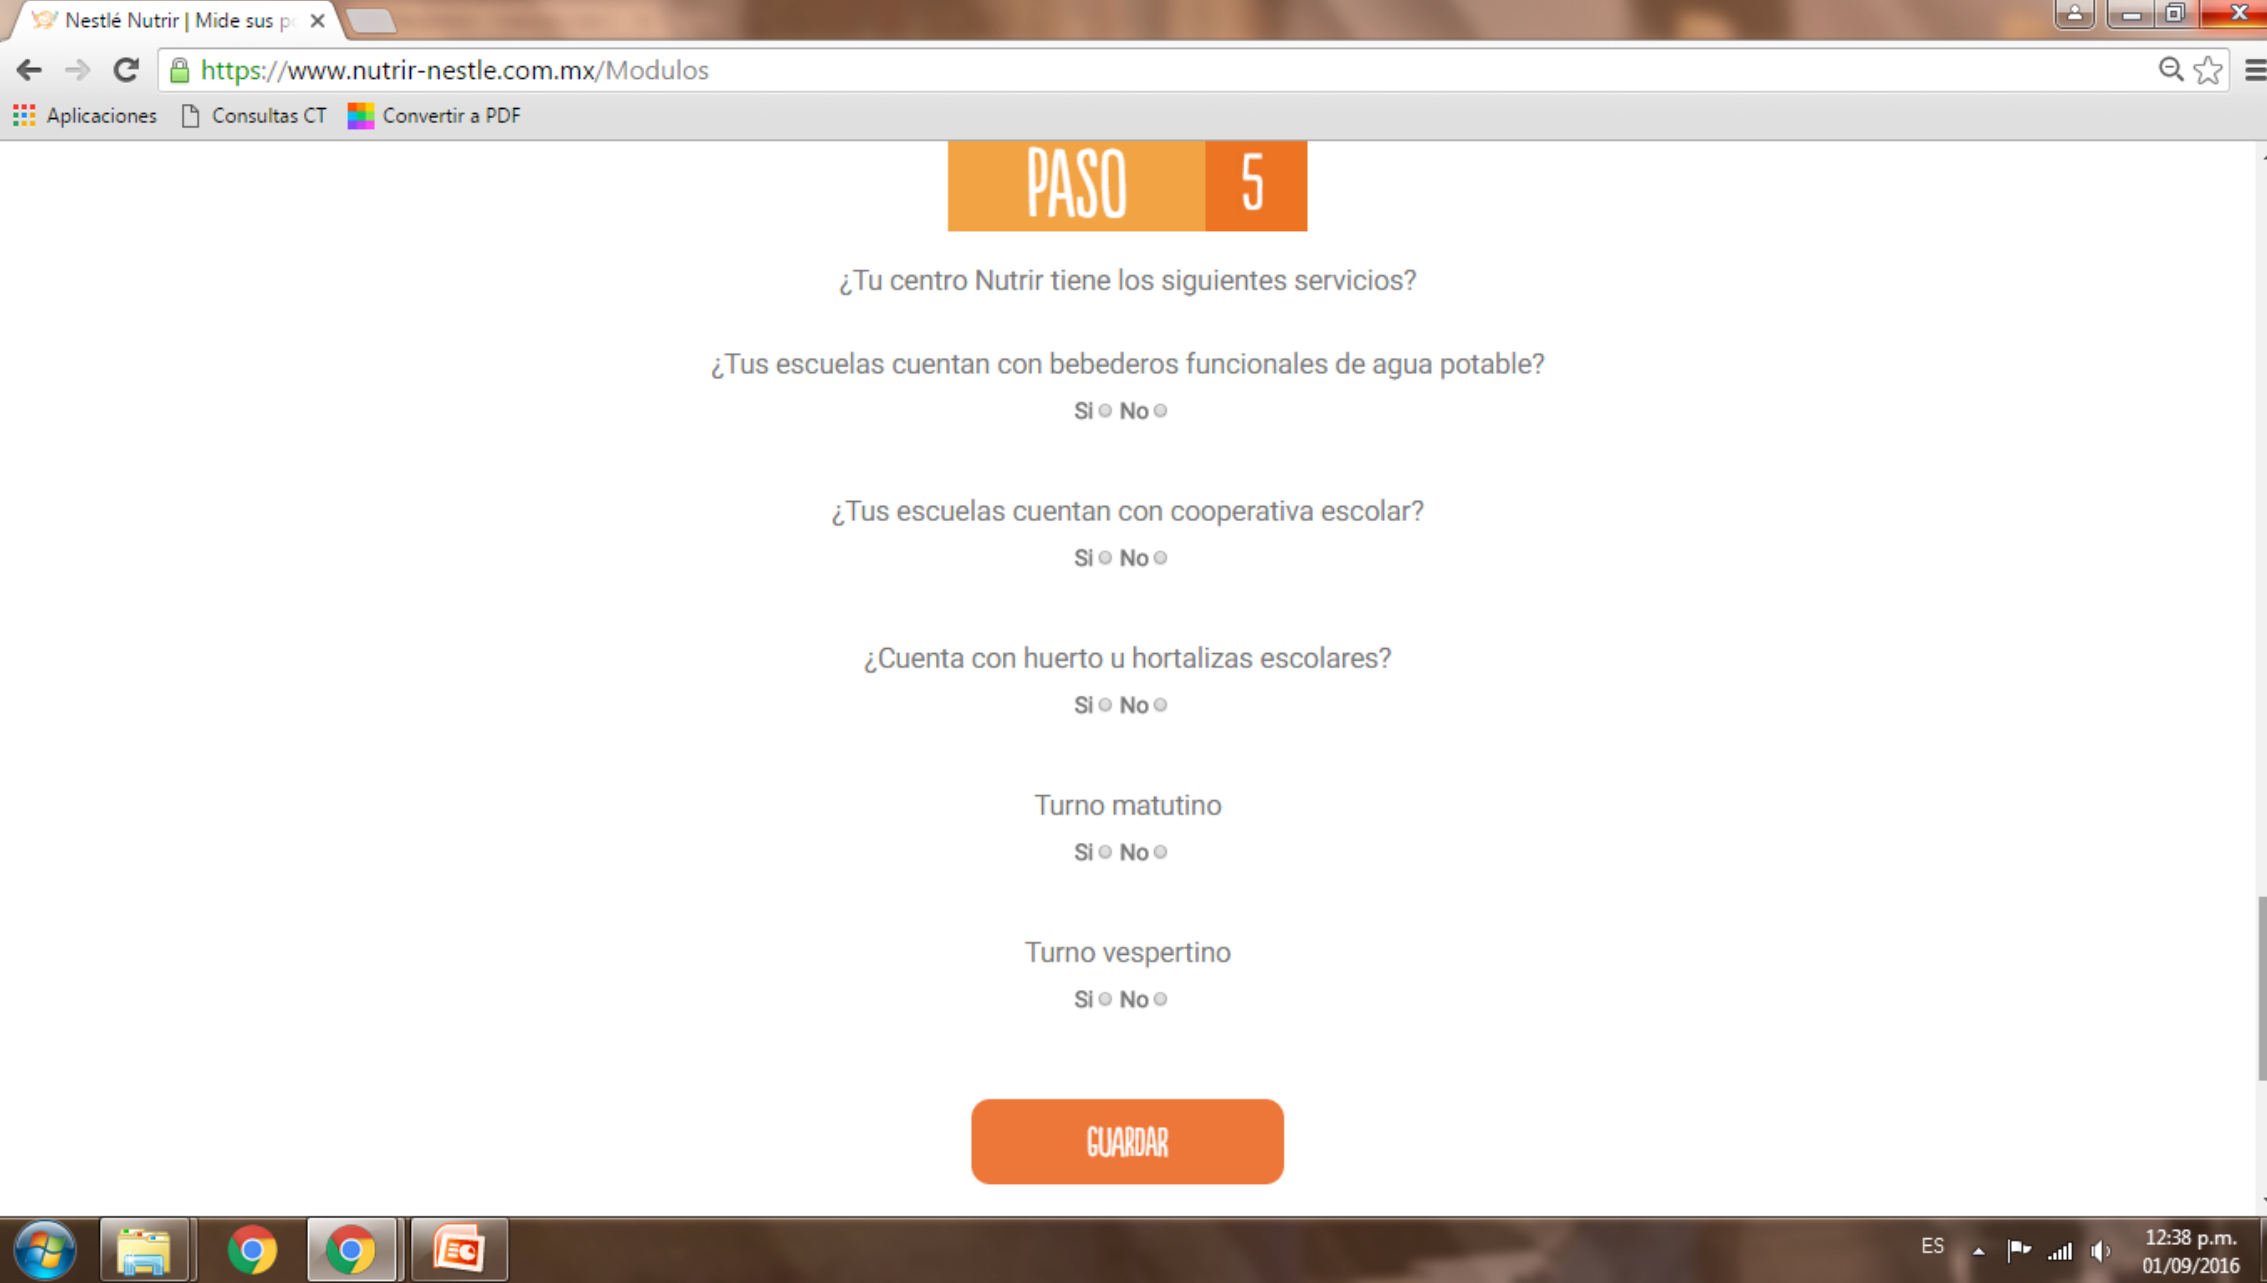 Nestlé Nutrir | Mide sus p
https://www.nutrir-nestle.com.mx/Modulos
Aplicaciones Consultas CT Convertir a PDF
PASO 5
¿Tu centro Nutrir tiene los siguientes servicios?
¿Tus escuelas cuentan con bebederos funcionales de agua potable?
Si No
¿Tus escuelas cuentan con cooperativa escolar?
Si No
¿Cuenta con huerto u hortalizas escolares?
Si No
Turno matutino
Si No
Turno vespertino
Si No
GUARDAR
ES
12:38 p.m.
01/09/2016